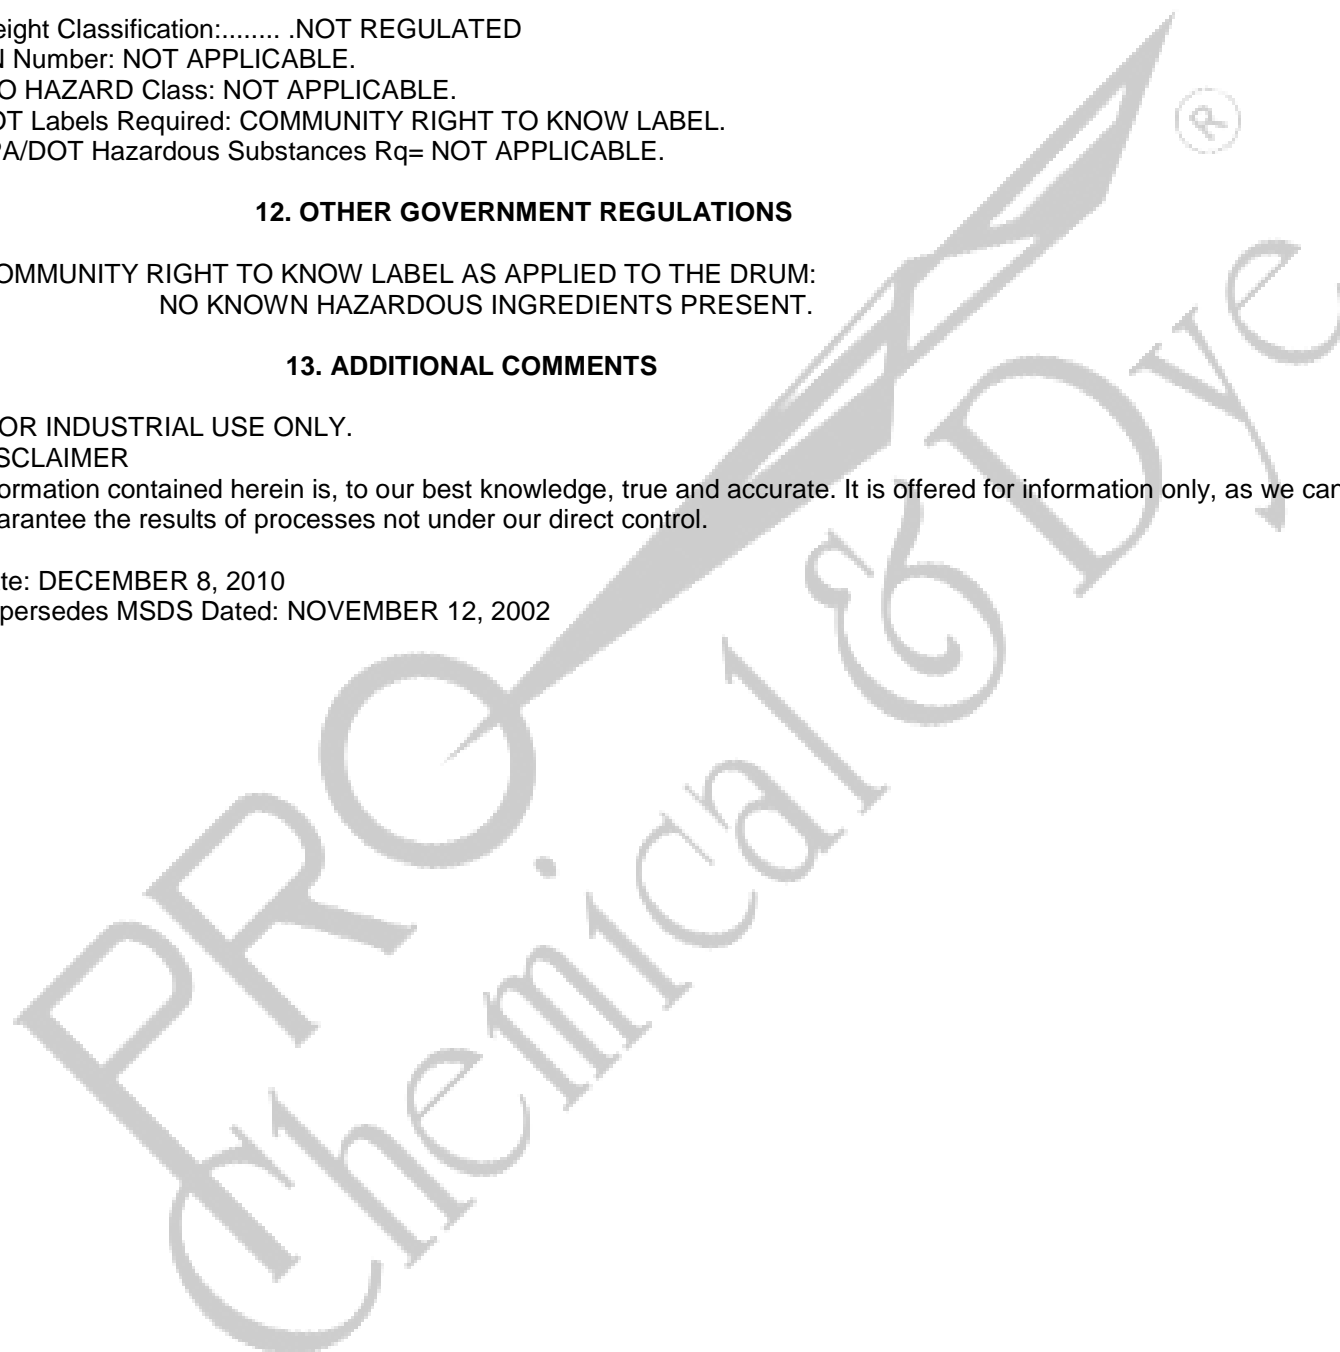 eight Classification:........ .NOT REGULATED
N Number: NOT APPLICABLE.
O HAZARD Class: NOT APPLICABLE.
OT Labels Required: COMMUNITY RIGHT TO KNOW LABEL.
PA/DOT Hazardous Substances Rq= NOT APPLICABLE.
12. OTHER GOVERNMENT REGULATIONS
OMMUNITY RIGHT TO KNOW LABEL AS APPLIED TO THE DRUM:
NO KNOWN HAZARDOUS INGREDIENTS PRESENT.
13. ADDITIONAL COMMENTS
OR INDUSTRIAL USE ONLY.
SCLAIMER
ormation contained herein is, to our best knowledge, true and accurate. It is offered for information only, as we can
arantee the results of processes not under our direct control.
te: DECEMBER 8, 2010
persedes MSDS Dated: NOVEMBER 12, 2002
PRO
Chemical & Dye
®